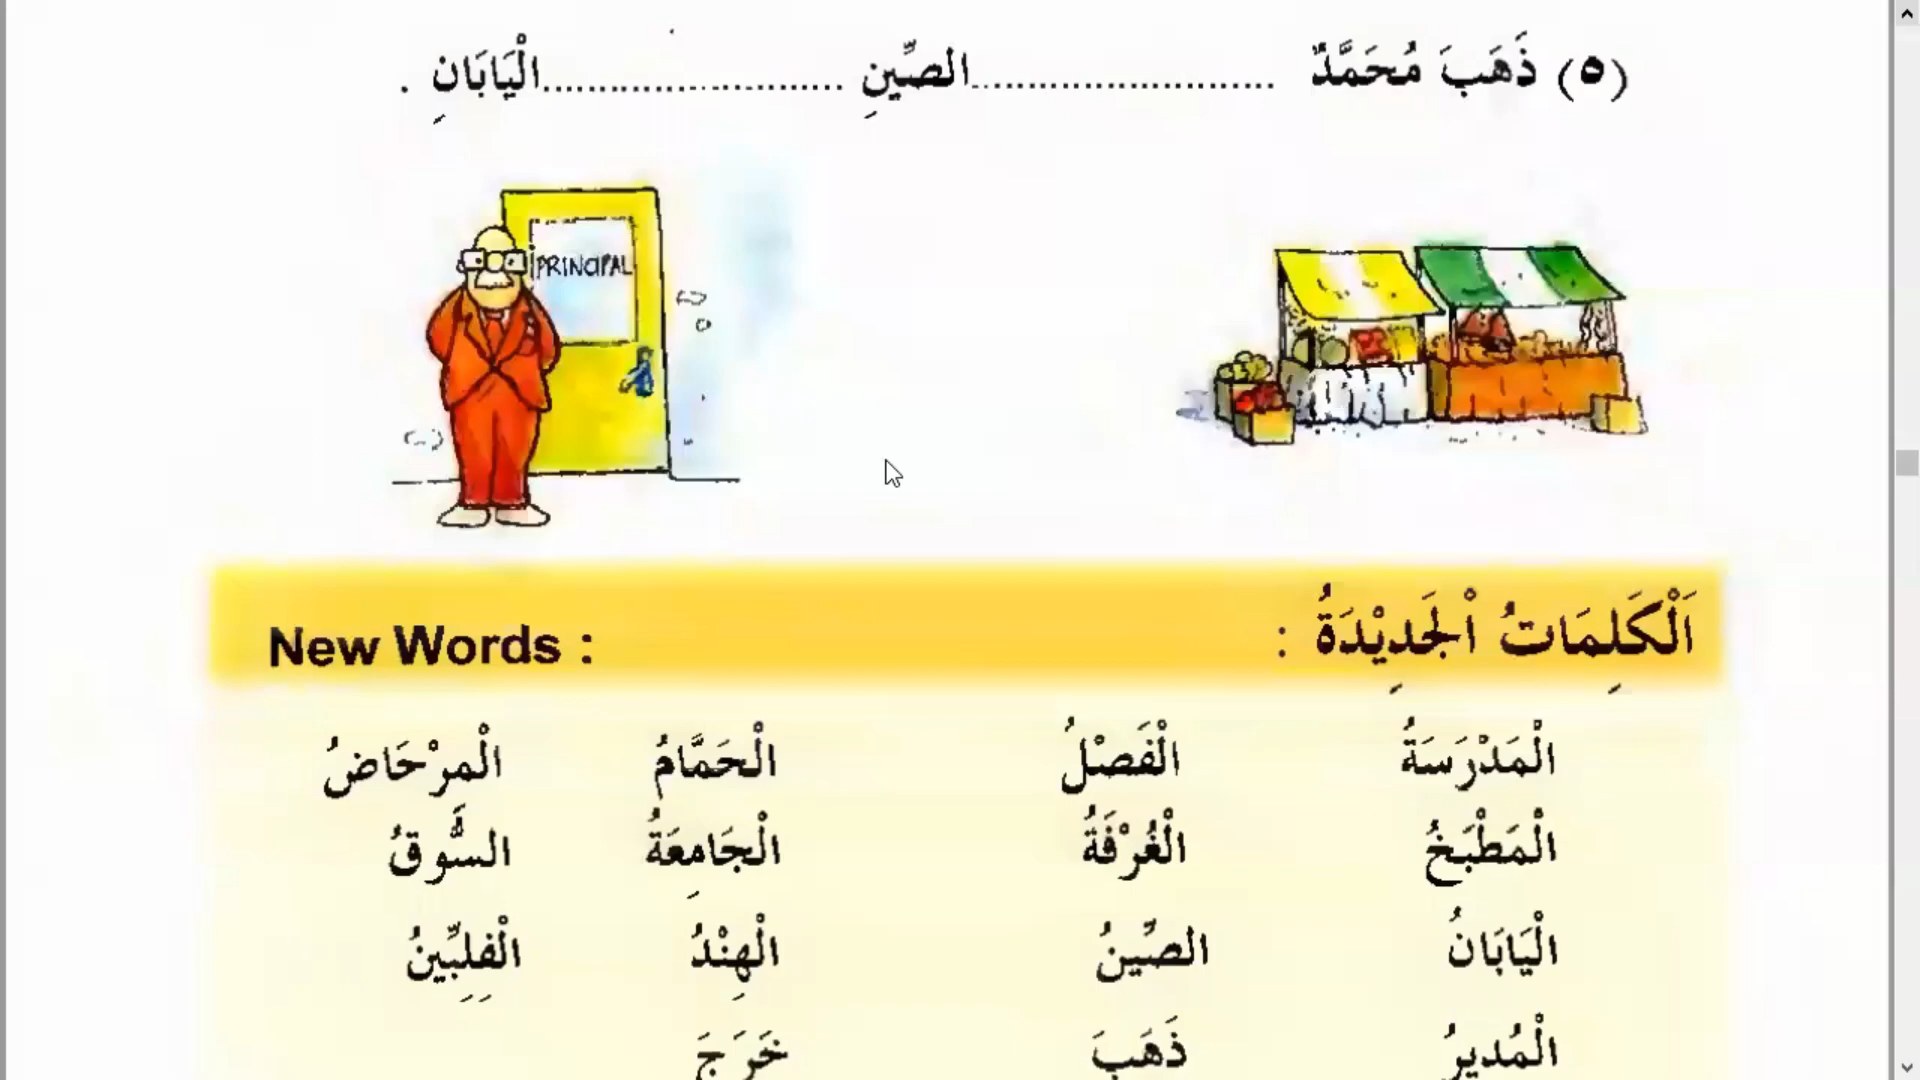 (٥) ذَهَبَ مُحَمَّدٌ ........................... الصِّينِ ........................... الْيَابَانِ .
PRINCIPAL
اَلْكَلِمَاتُ الْجَدِيْدَةُ : New Words :
الْمَدْرَسَةُ الْفَصْلُ الْحَمَّامُ الْمِرْحَاضُ
الْمَطْبَخُ الْغُرْفَةُ الْجَامِعَةُ السُّوقُ
الْيَابَانُ الصِّينُ الْهِنْدُ الْفِلِبِّينُ
الْمُدِيرُ ذَهَبَ خَرَجَ